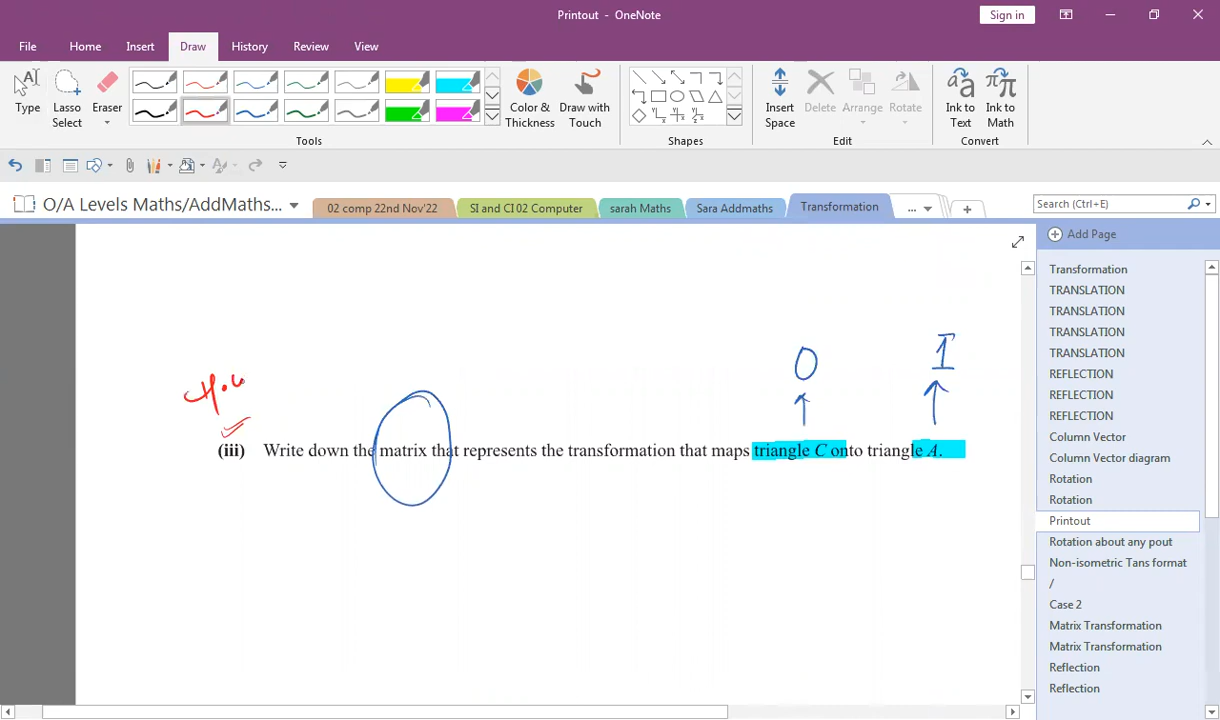 Printout - OneNote
Sign in
File Home Insert Draw History Review View
Type
Lasso Select
Eraser
Color & Thickness
Draw with Touch
Insert Space
Delete
Arrange
Rotate
Ink to Text
Ink to Math
Tools
Shapes
Edit
Convert
O/A Levels Maths/AddMaths...
02 comp 22nd Nov'22
SI and CI 02 Computer
sarah Maths
Sara Addmaths
Transformation
...
Search (Ctrl+E)
Add Page
O I
(iii) Write down the matrix that represents the transformation that maps triangle C onto triangle A.
Transformation
TRANSLATION
TRANSLATION
TRANSLATION
TRANSLATION
REFLECTION
REFLECTION
REFLECTION
Column Vector
Column Vector diagram
Rotation
Rotation
Printout
Rotation about any pout
Non-isometric Tans format
/
Case 2
Matrix Transformation
Matrix Transformation
Reflection
Reflection